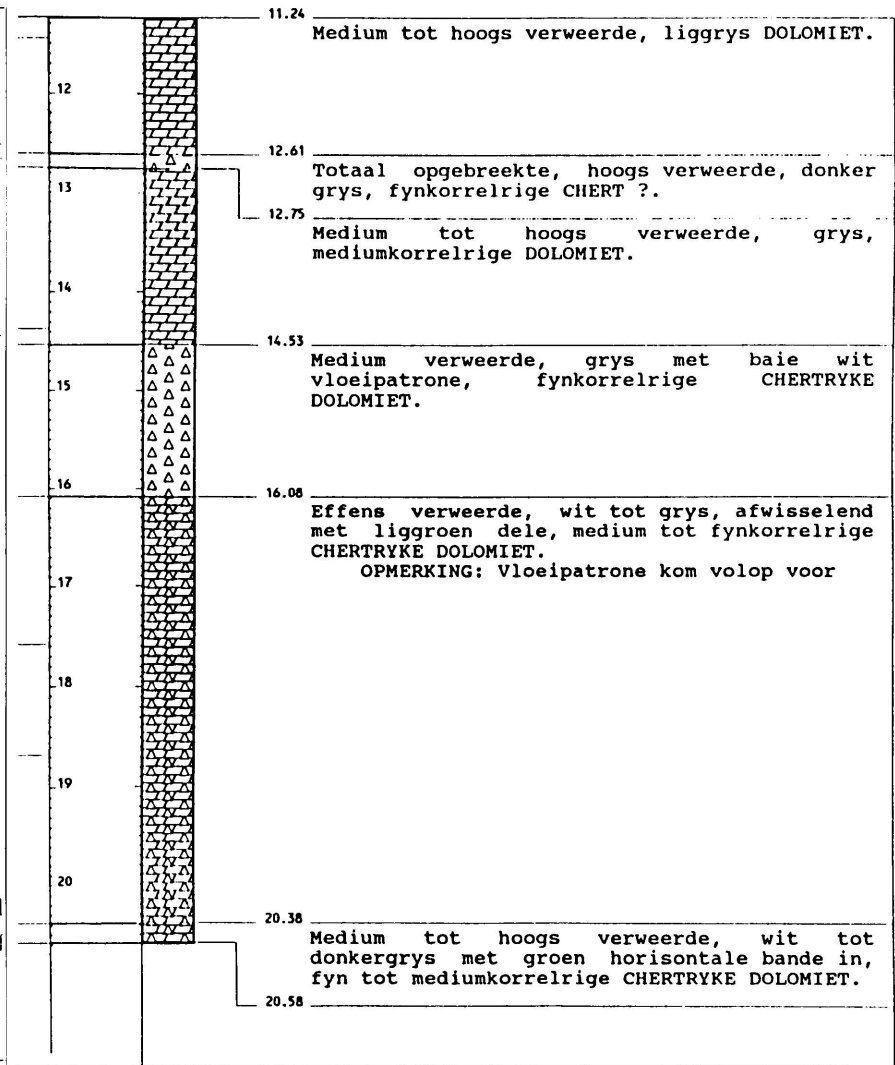 11.24
Medium tot hoogs verweerde, liggrys DOLOMIET.
12
12.61
Totaal opgebreekte, hoogs verweerde, donker
grys, fynkorrelrige CHERT ?.
13
12.75
Medium tot hoogs verweerde, grys,
mediumkorrelrige DOLOMIET.
14
14.53
Medium verweerde, grys met baie wit
vloeipatrone, fynkorrelrige CHERTRYKE
DOLOMIET.
15
16
16.08
Effens verweerde, wit tot grys, afwisselend
met liggroen dele, medium tot fynkorrelrige
CHERTRYKE DOLOMIET.
OPMERKING: Vloeipatrone kom volop voor
17
18
19
20
20.38
Medium tot hoogs verweerde, wit tot
donkergrys met groen horisontale bande in,
fyn tot mediumkorrelrige CHERISRYKE DOLOMIET.
20.58